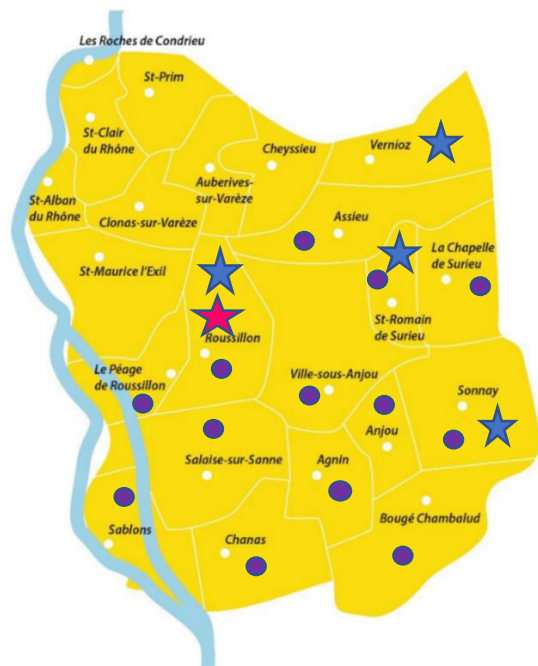 Les Roches de Condrieu
St-Prim
St-Clair
du Rhône
Cheyssieu
Vernioz
Auberives-
sur-Varèze
St-Alban
du Rhône
Clonas-sur-Varèze
Assieu
St-Maurice l'Exil
La Chapelle
de Surieu
St-Romain
de Surieu
Roussillon
Le Péage
de Roussillon
Ville-sous-Anjou
Sonnay
Anjou
Salaise-sur-Sanne
Agnin
Bougé Chambalud
Sablons
Chanas